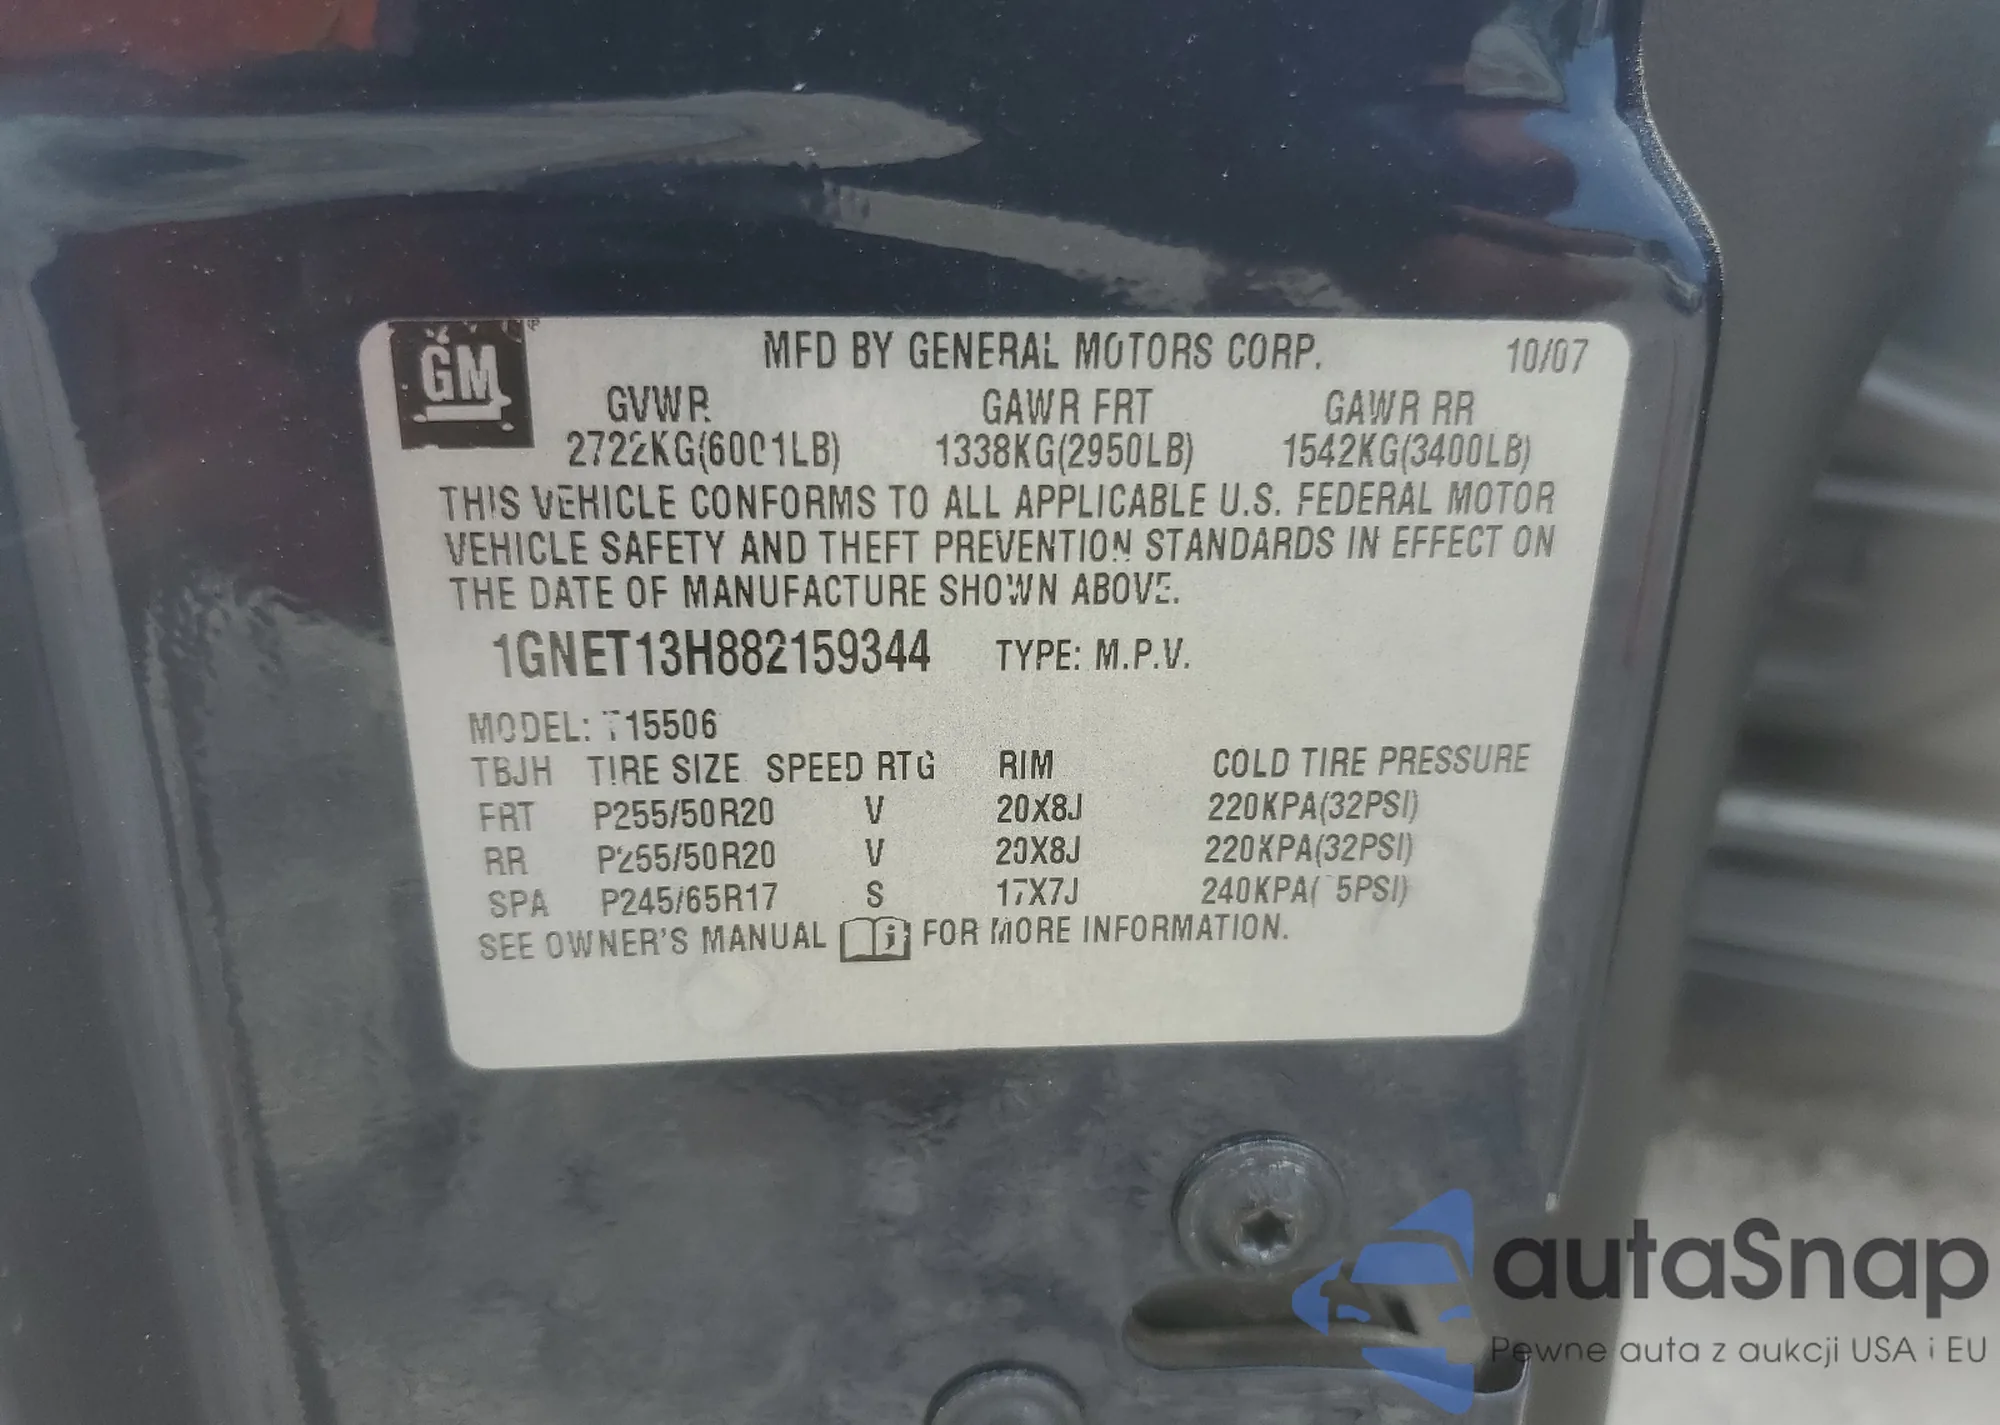 GM
MFD BY GENERAL MOTORS CORP. 10/07
GVWR GAWR FRT GAWR RR
2722KG(6001LB) 1338KG(2950LB) 1542KG(3400LB)
THIS VEHICLE CONFORMS TO ALL APPLICABLE U.S. FEDERAL MOTOR
VEHICLE SAFETY AND THEFT PREVENTION STANDARDS IN EFFECT ON
THE DATE OF MANUFACTURE SHOWN ABOVE.
1GNET13H882159344 TYPE: M.P.V.
MODEL: T15506
TBJH TIRE SIZE SPEED RTG RIM COLD TIRE PRESSURE
FRT P255/50R20 V 20X8J 220KPA(32PSI)
RR P255/50R20 V 20X8J 220KPA(32PSI)
SPA P245/65R17 S 17X7J 240KPA( 5PSI)
SEE OWNER'S MANUAL i FOR MORE INFORMATION.
autaSnap
Pewne auta z aukcji USA i EU